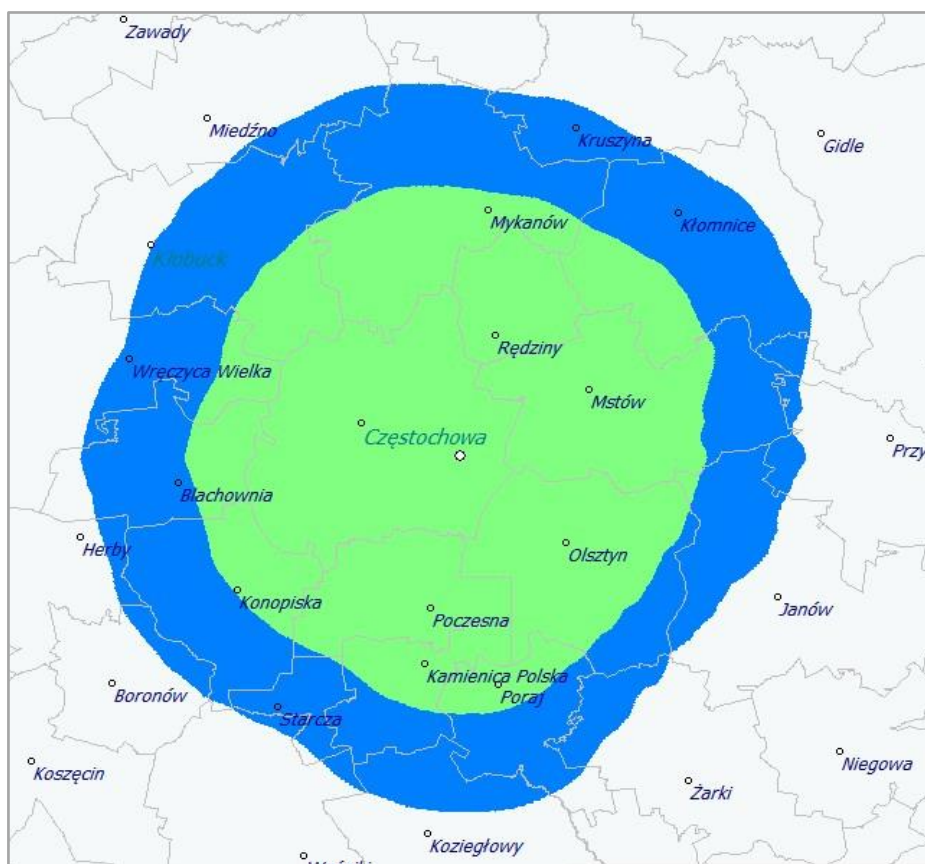 Zawady
Miedźno
Kruszyna
Gidle
Mykanów
Kłomnice
Kłobuck
Rędziny
Wręczyca Wielka
Mstów
Częstochowa
Przy
Blachownia
Herby
Olsztyn
Konopiska
Janów
Poczesna
Kamienica Polska
Boronów
Poraj
Starcza
Niegowa
Koszęcin
Żarki
Koziegłowy